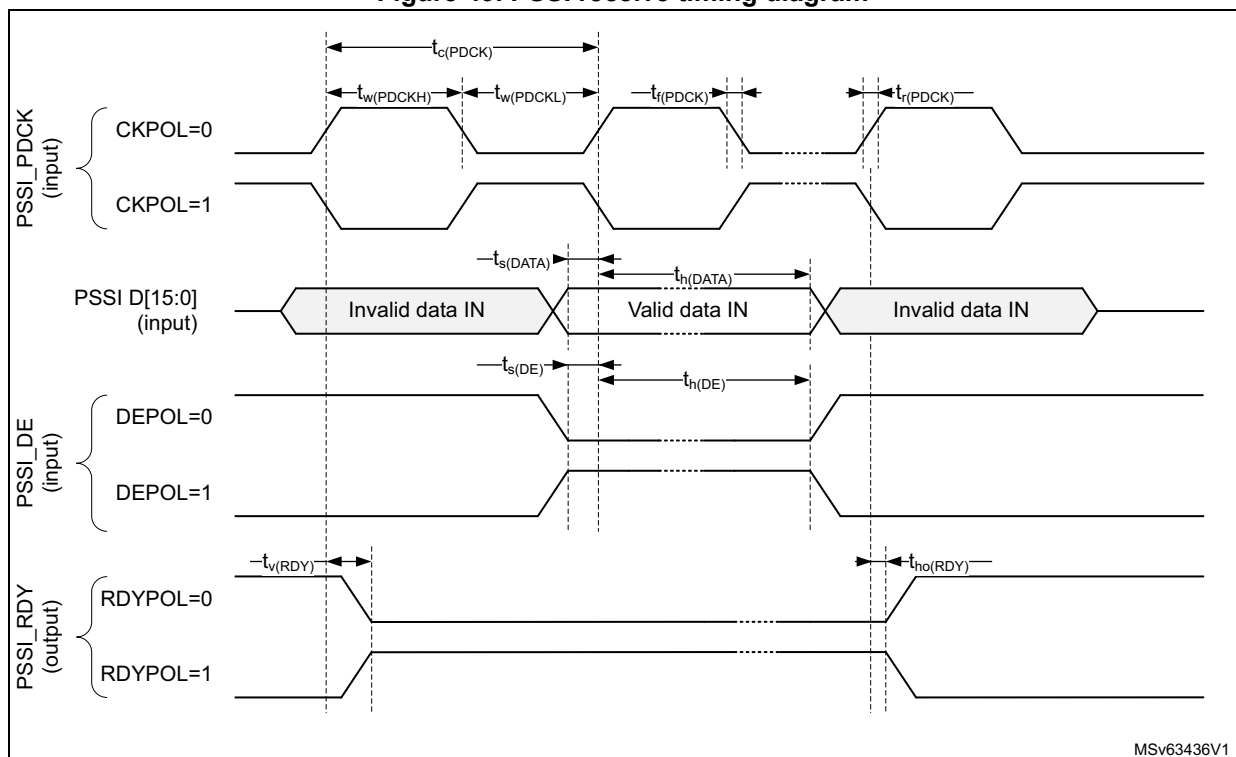 tc(PDCK)
tw(PDCKH) tw(PDCKL) tf(PDCK) tr(PDCK)
PSSI_PDCK
(input)
CKPOL=0
CKPOL=1
ts(DATA)
th(DATA)
PSSI D[15:0]
(input)
Invalid data IN Valid data IN Invalid data IN
ts(DE)
th(DE)
PSSI_DE
(input)
DEPOL=0
DEPOL=1
tv(RDY) tho(RDY)
PSSI_RDY
(output)
RDYPOL=0
RDYPOL=1
MSv63436V1